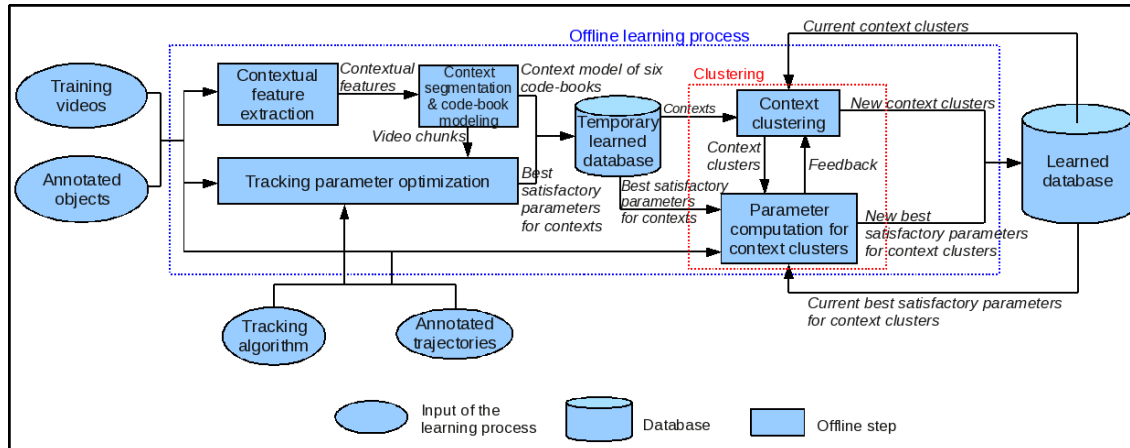 Current context clusters
Offline learning process
Training
videos
Contextual
feature
extraction
Contextual
features
Context
segmentation
& code-book
modeling
Context model of six
code-books
Clustering
Video chunks
Temporary
learned
database
Contexts
Context
clustering
New context clusters
Learned
database
Annotated
objects
Tracking parameter optimization
Best
satisfactory
parameters
for contexts
Context
clusters
Feedback
Best satisfactory
parameters
for contexts
Parameter
computation for
context clusters
New best
satisfactory parameters
for context clusters
Tracking
algorithm
Annotated
trajectories
Current best satisfactory parameters
for context clusters
Input of the
learning process
Database
Offline step